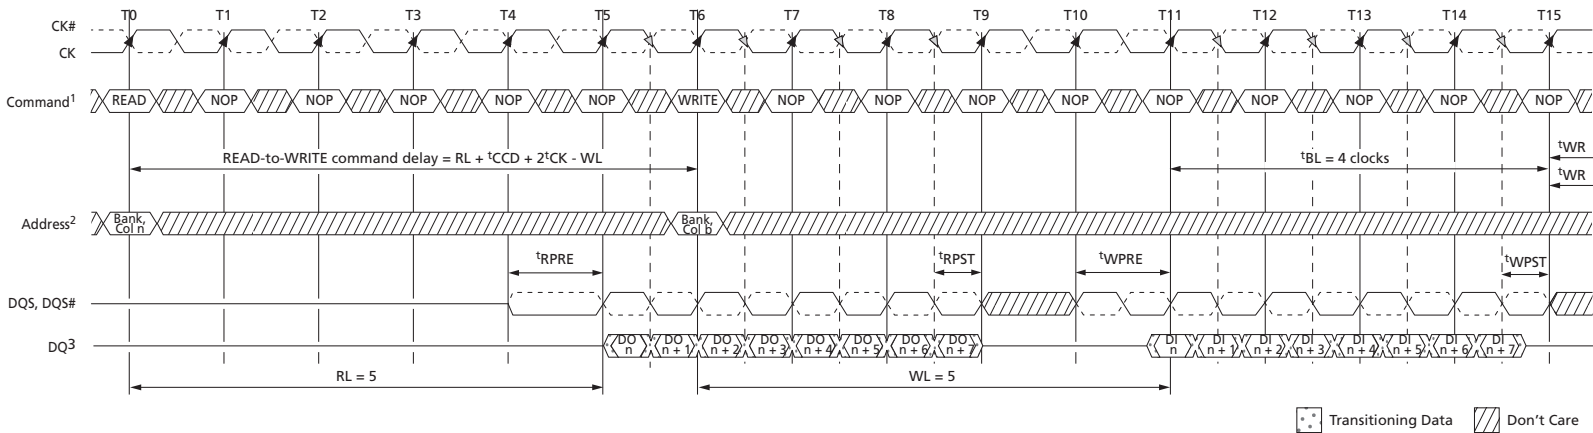 T0 T1 T2 T3 T4 T5 T6 T7 T8 T9 T10 T11 T12 T13 T14 T15
CK#
CK
Command¹ READ NOP NOP NOP NOP NOP WRITE NOP NOP NOP NOP NOP NOP NOP NOP NOP
READ-to-WRITE command delay = RL + ᵗCCD + 2ᵗCK - WL ᵗBL = 4 clocks ᵗWR
ᵗWR
Address² Bank, Col n Bank, Col b
ᵗRPRE ᵗRPST ᵗWPRE ᵗWPST
DQS, DQS#
DQ³ DO n DO n + 1 DO n + 2 DO n + 3 DO n + 4 DO n + 5 DO n + 6 DO n + 7 DI n DI n + 1 DI n + 2 DI n + 3 DI n + 4 DI n + 5 DI n + 6 DI n + 7
RL = 5 WL = 5
Transitioning Data Don't Care